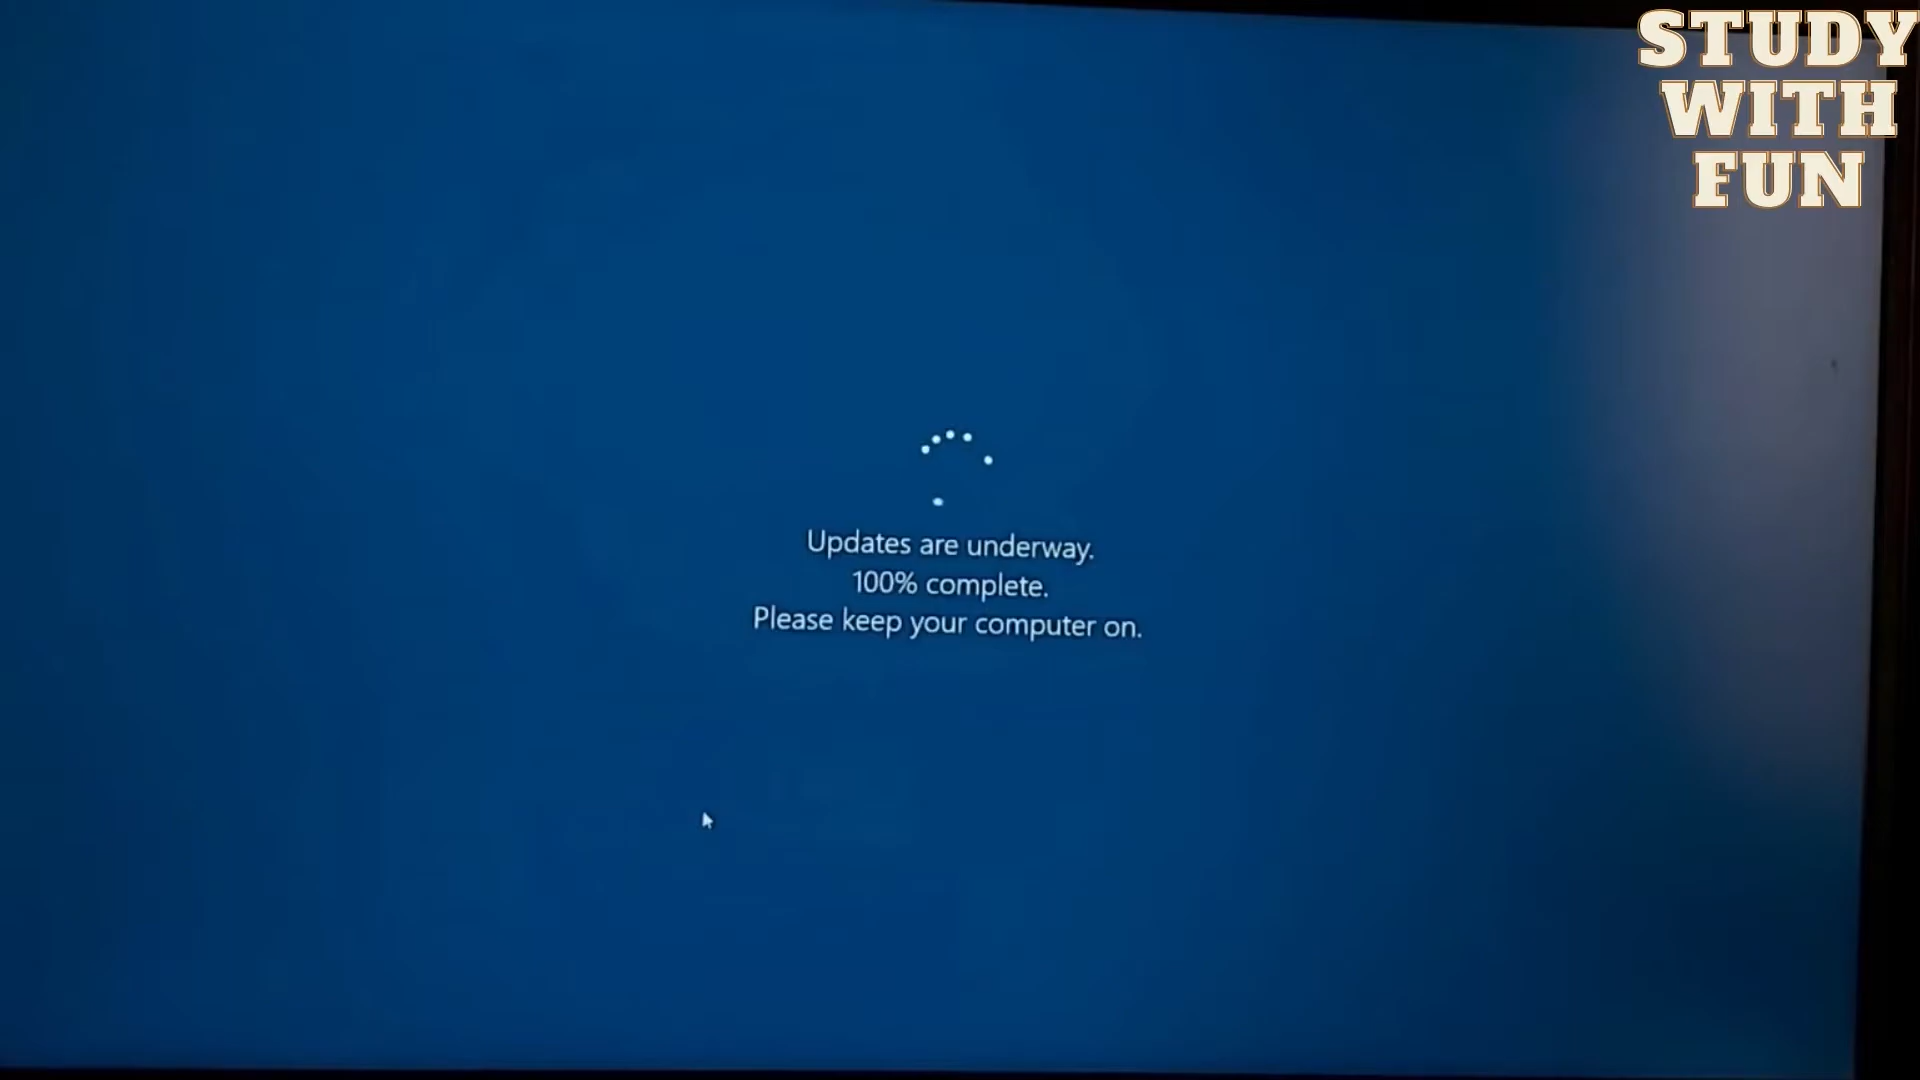 STUDY
WITH
FUN
Updates are underway.
100% complete.
Please keep your computer on.